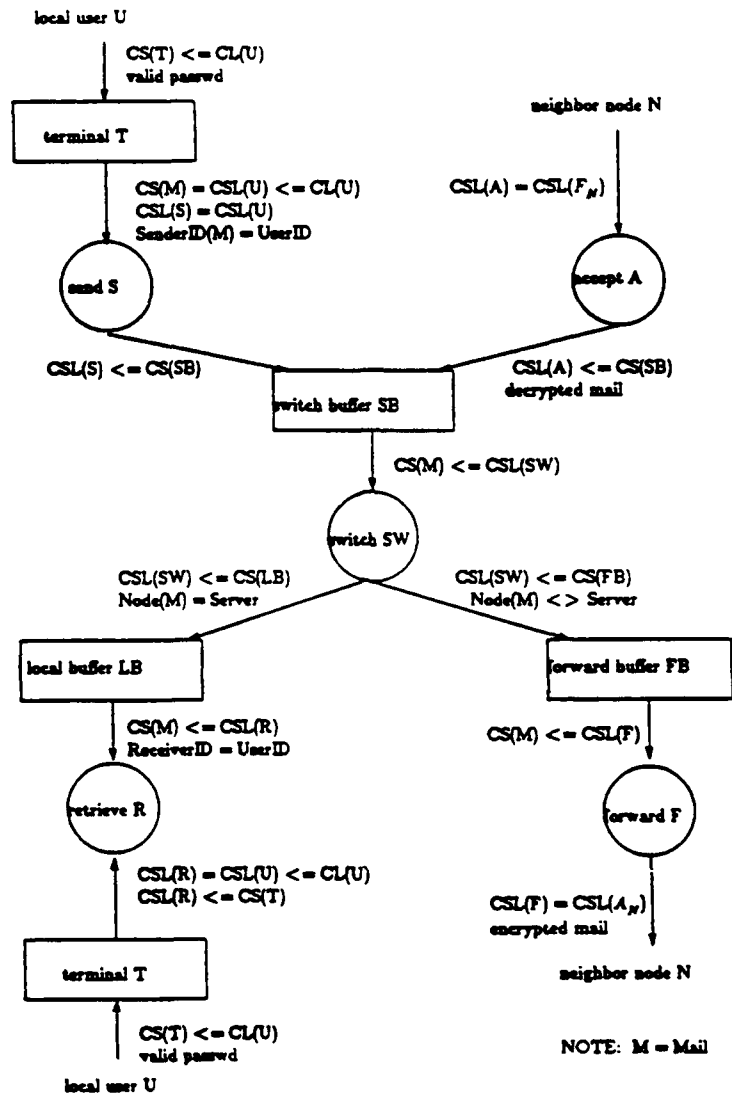 local user U
CS(T) <= CL(U)
valid passwd
terminal T
neighbor node N
CS(M) = CSL(U) <= CL(U)
CSL(S) = CSL(U)
SenderID(M) = UserID
CSL(A) = CSL(F_N)
send S
accept A
CSL(S) <= CS(SB)
CSL(A) <= CS(SB)
decrypted mail
switch buffer SB
CS(M) <= CSL(SW)
switch SW
CSL(SW) <= CS(LB)
Node(M) = Server
CSL(SW) <= CS(FB)
Node(M) <> Server
local buffer LB
forward buffer FB
CS(M) <= CSL(R)
ReceiverID = UserID
CS(M) <= CSL(F)
retrieve R
forward F
CSL(R) = CSL(U) <= CL(U)
CSL(R) <= CS(T)
CSL(F) = CSL(A_N)
encrypted mail
terminal T
neighbor node N
CS(T) <= CL(U)
valid passwd
NOTE: M = Mail
local user U